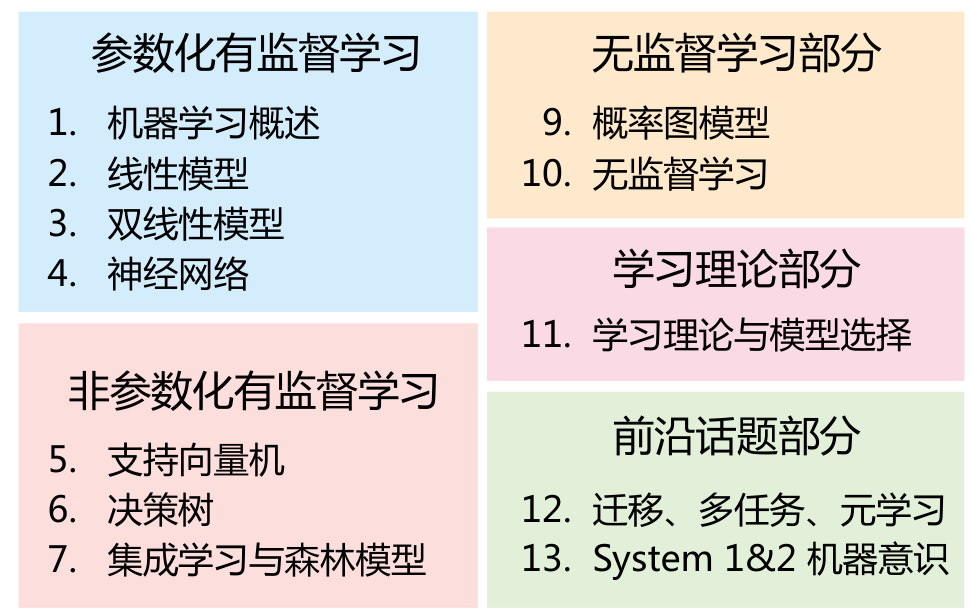 参数化有监督学习
1. 机器学习概述
2. 线性模型
3. 双线性模型
4. 神经网络
非参数化有监督学习
5. 支持向量机
6. 决策树
7. 集成学习与森林模型
无监督学习部分
9. 概率图模型
10. 无监督学习
学习理论部分
11. 学习理论与模型选择
前沿话题部分
12. 迁移、多任务、元学习
13. System 1&2 机器意识